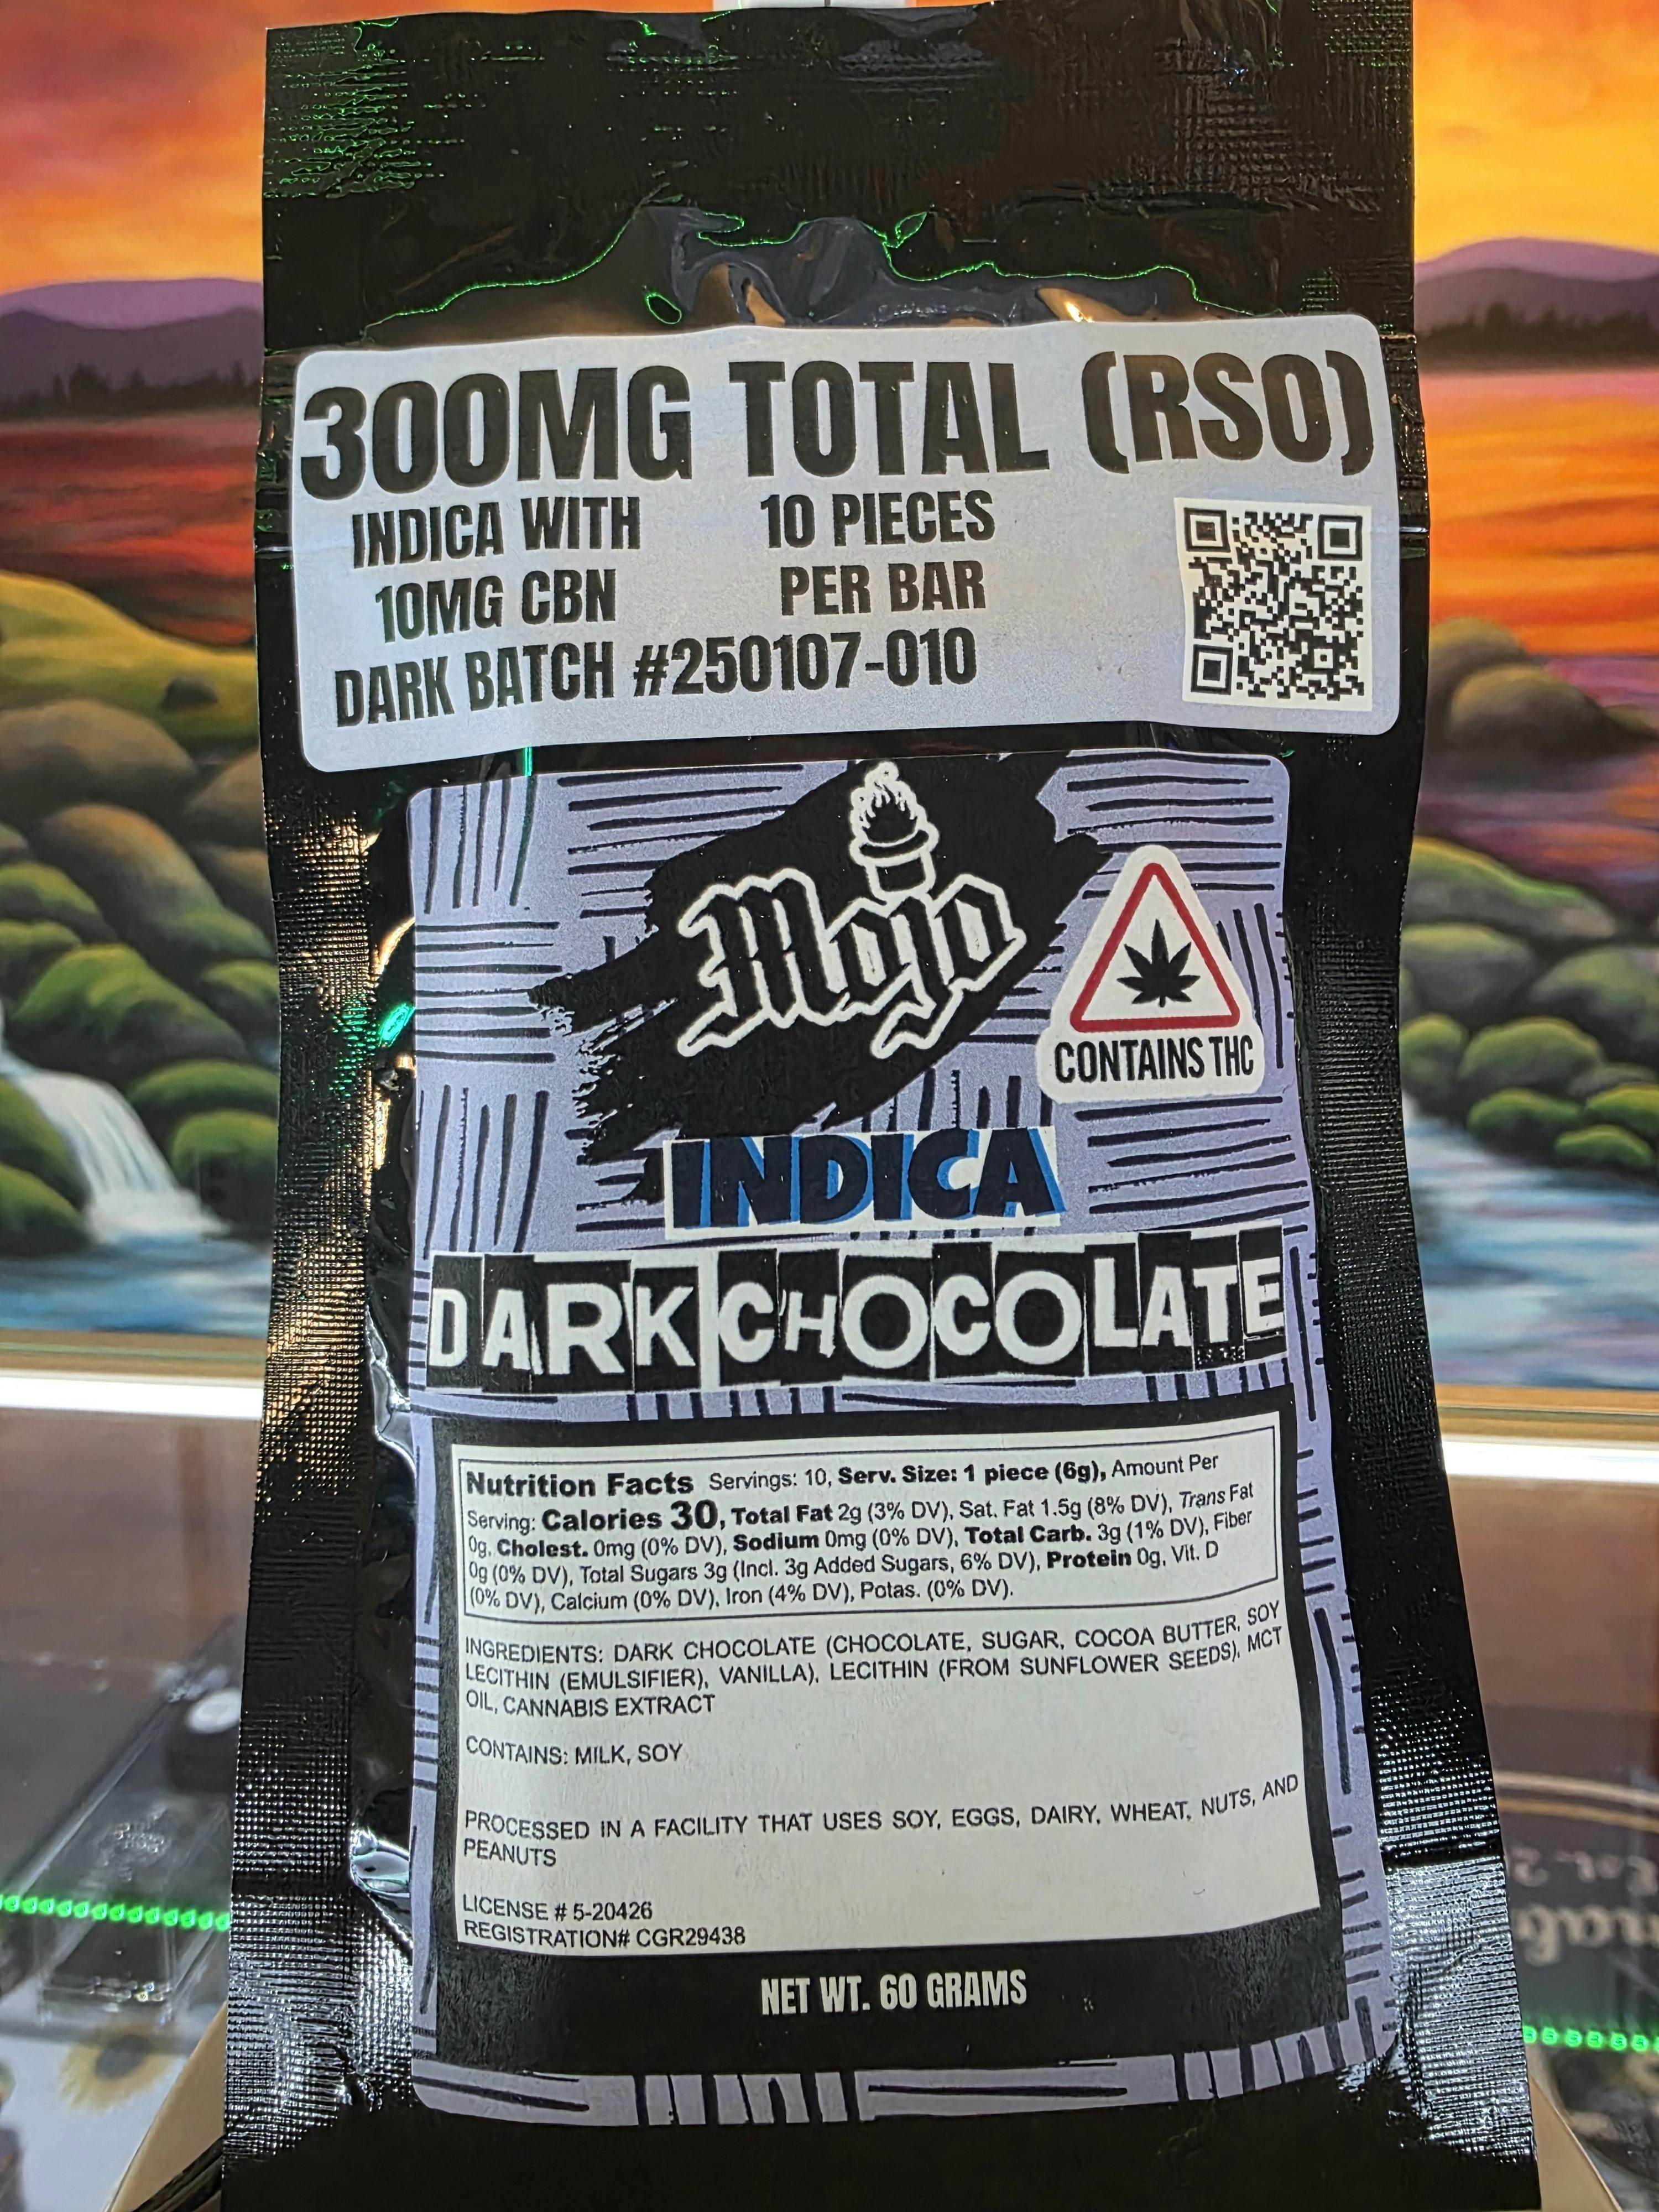 300MG TOTAL (RSO)
INDICA WITH
10MG CBN
10 PIECES
PER BAR
DARK BATCH #250107-010
Mojo
CONTAINS THC
INDICA
DARK CHOCOLATE
Nutrition Facts Servings: 10, Serv. Size: 1 piece (6g), Amount Per
Serving: Calories 30, Total Fat 2g (3% DV), Sat. Fat 1.5g (8% DV), Trans Fat
0g, Cholest. 0mg (0% DV), Sodium 0mg (0% DV), Total Carb. 3g (1% DV), Fiber
0g (0% DV), Total Sugars 3g (Incl. 3g Added Sugars, 6% DV), Protein 0g, Vit. D
(0% DV), Calcium (0% DV), Iron (4% DV), Potas. (0% DV).
INGREDIENTS: DARK CHOCOLATE (CHOCOLATE, SUGAR, COCOA BUTTER, SOY
LECITHIN (EMULSIFIER), VANILLA), LECITHIN (FROM SUNFLOWER SEEDS), MCT
OIL, CANNABIS EXTRACT
CONTAINS: MILK, SOY
PROCESSED IN A FACILITY THAT USES SOY, EGGS, DAIRY, WHEAT, NUTS, AND
PEANUTS
LICENSE # 5-20426
REGISTRATION# CGR29438
NET WT. 60 GRAMS